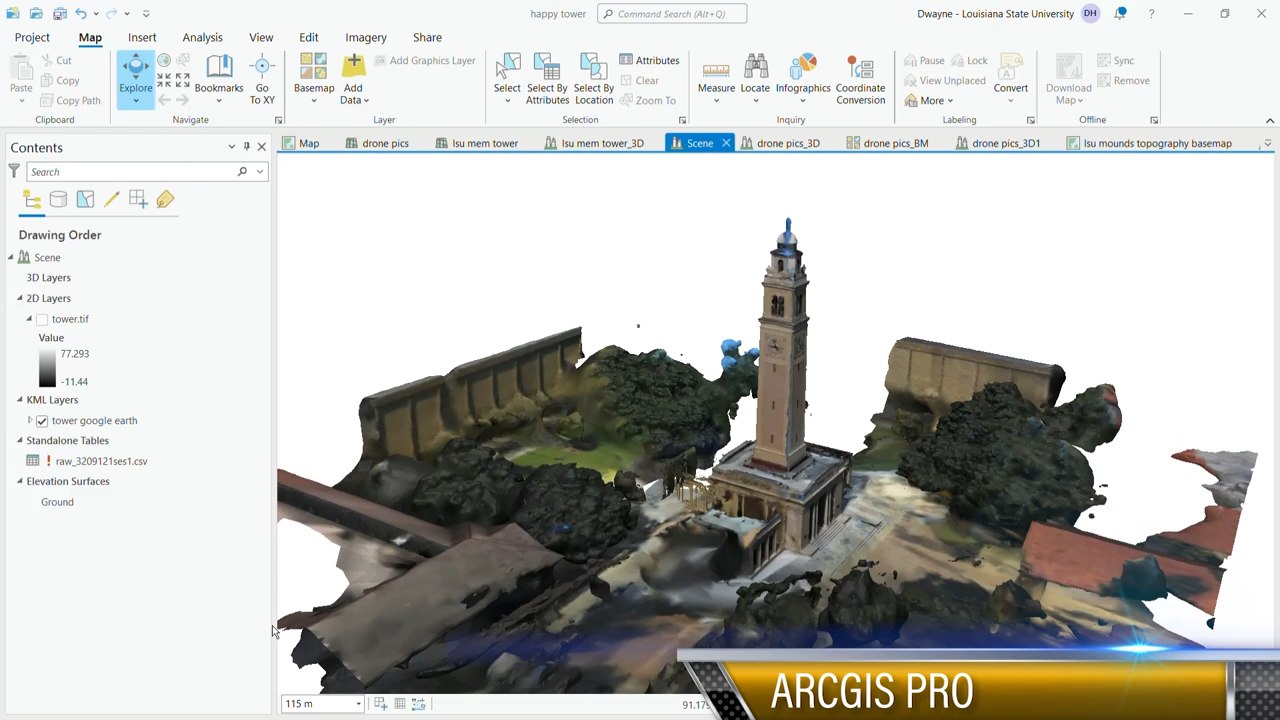 happy tower
Command Search (Alt+Q)
Dwayne - Louisiana State University
DH
?
Project
Map
Insert
Analysis
View
Edit
Imagery
Share
Paste
Cut
Copy
Copy Path
Clipboard
Explore
Bookmarks
Go To XY
Navigate
Basemap
Add Data
Add Graphics Layer
Layer
Select
Select By Attributes
Select By Location
Attributes
Clear
Zoom To
Selection
Measure
Locate
Infographics
Coordinate Conversion
Inquiry
Pause
Lock
View Unplaced
More
Convert
Labeling
Download Map
Sync
Remove
Offline
Contents
Search
Drawing Order
Scene
3D Layers
2D Layers
tower.tif
Value
77.293
-11.44
KML Layers
tower google earth
Standalone Tables
raw_3209121ses1.csv
Elevation Surfaces
Ground
Map
drone pics
lsu mem tower
lsu mem tower_3D
Scene
drone pics_3D
drone pics_BM
drone pics_3D1
lsu mounds topography basemap
115 m
91.179
ARCGIS PRO